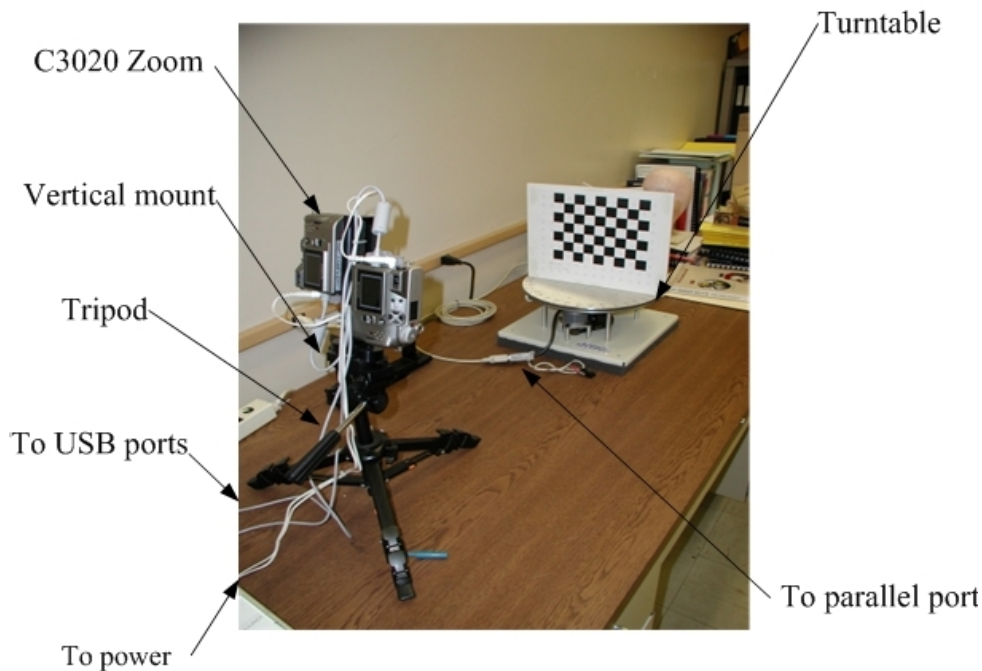 Turntable
C3020 Zoom
Vertical mount
Tripod
To USB ports
To parallel port
To power